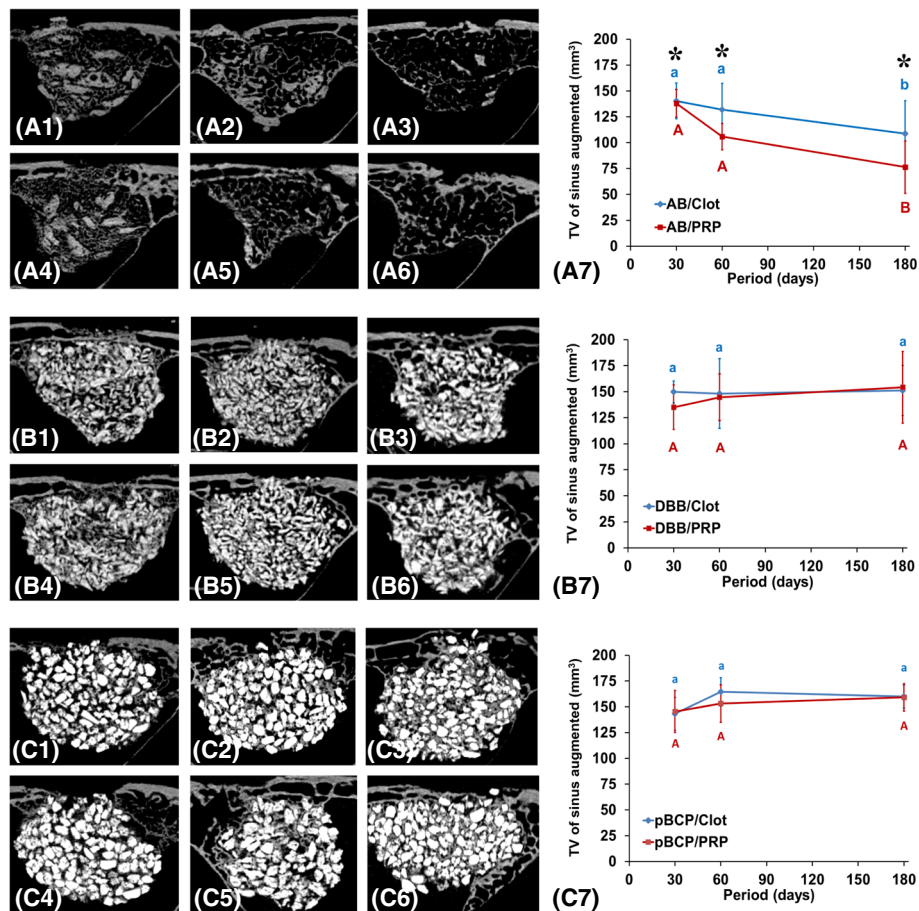 (A1)
(A2)
(A3)
(A4)
(A5)
(A6)
(A7)
TV of sinus augmented (mm³)
200
175
150
125
100
75
50
25
0
* * *
a a b
A A B
AB/Clot
AB/PRP
0 30 60 90 120 150 180
Period (days)
(B1)
(B2)
(B3)
(B4)
(B5)
(B6)
(B7)
TV of sinus augmented (mm³)
200
175
150
125
100
75
50
25
0
a a a
A A A
DBB/Clot
DBB/PRP
0 30 60 90 120 150 180
Period (days)
(C1)
(C2)
(C3)
(C4)
(C5)
(C6)
(C7)
TV of sinus augmented (mm³)
200
175
150
125
100
75
50
25
0
a a a
A A A
pBCP/Clot
pBCP/PRP
0 30 60 90 120 150 180
Period (days)